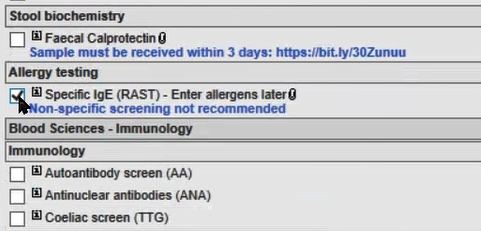 Stool biochemistry
Faecal Calprotectin
Sample must be received within 3 days: https://bit.ly/30Zunuu
Allergy testing
Specific IgE (RAST) - Enter allergens later
Non-specific screening not recommended
Blood Sciences - Immunology
Immunology
Autoantibody screen (AA)
Antinuclear antibodies (ANA)
Coeliac screen (TTG)